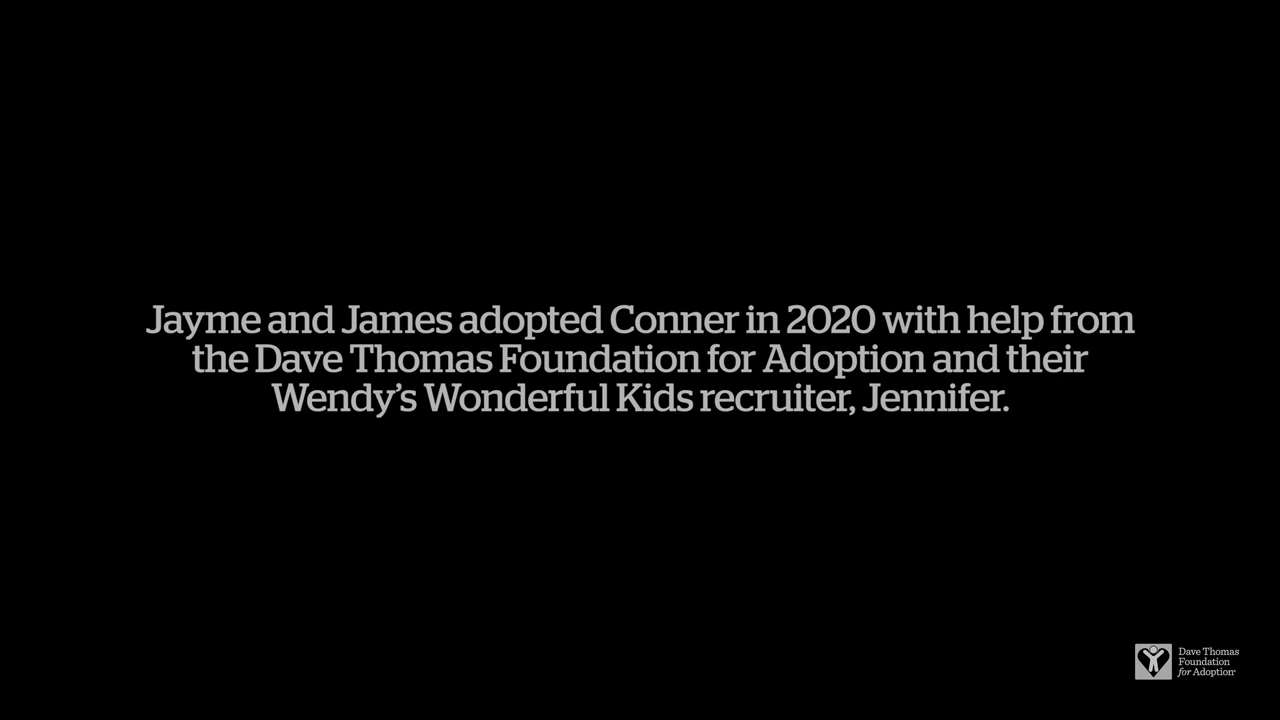 Jayme and James adopted Conner in 2020 with help from
the Dave Thomas Foundation for Adoption and their
Wendy’s Wonderful Kids recruiter, Jennifer.
Dave Thomas
Foundation
for Adoption